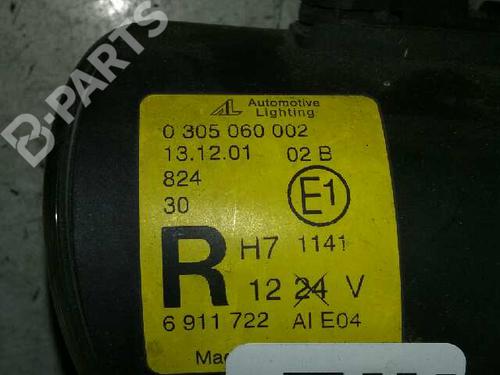 B-PARTS
AL Automotive
Lighting
0 305 060 002
13.12.01 02 B
824
30
E1
R H7 1141
12 24 V
6 911 722 AI E04